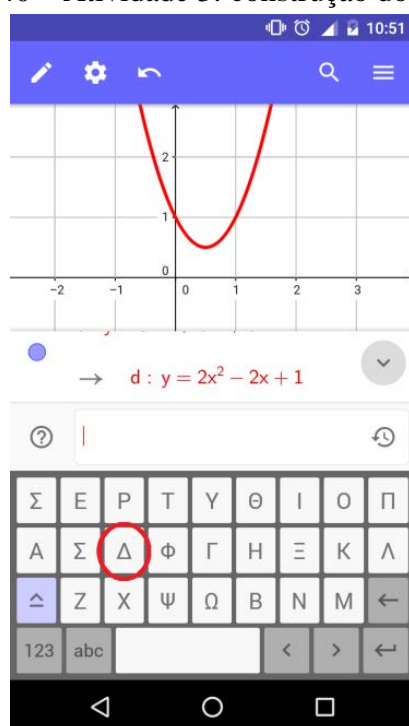 10:51
2
1
0
-2 -1 0 1 2 3
→ d : y = 2x² − 2x + 1
Σ Ε Ρ Τ Υ Θ Ι Ο Π
Α Σ Δ Φ Γ Η Ξ Κ Λ
Ζ Χ Ψ Ω Β Ν Μ ←
123 abc < > ↵